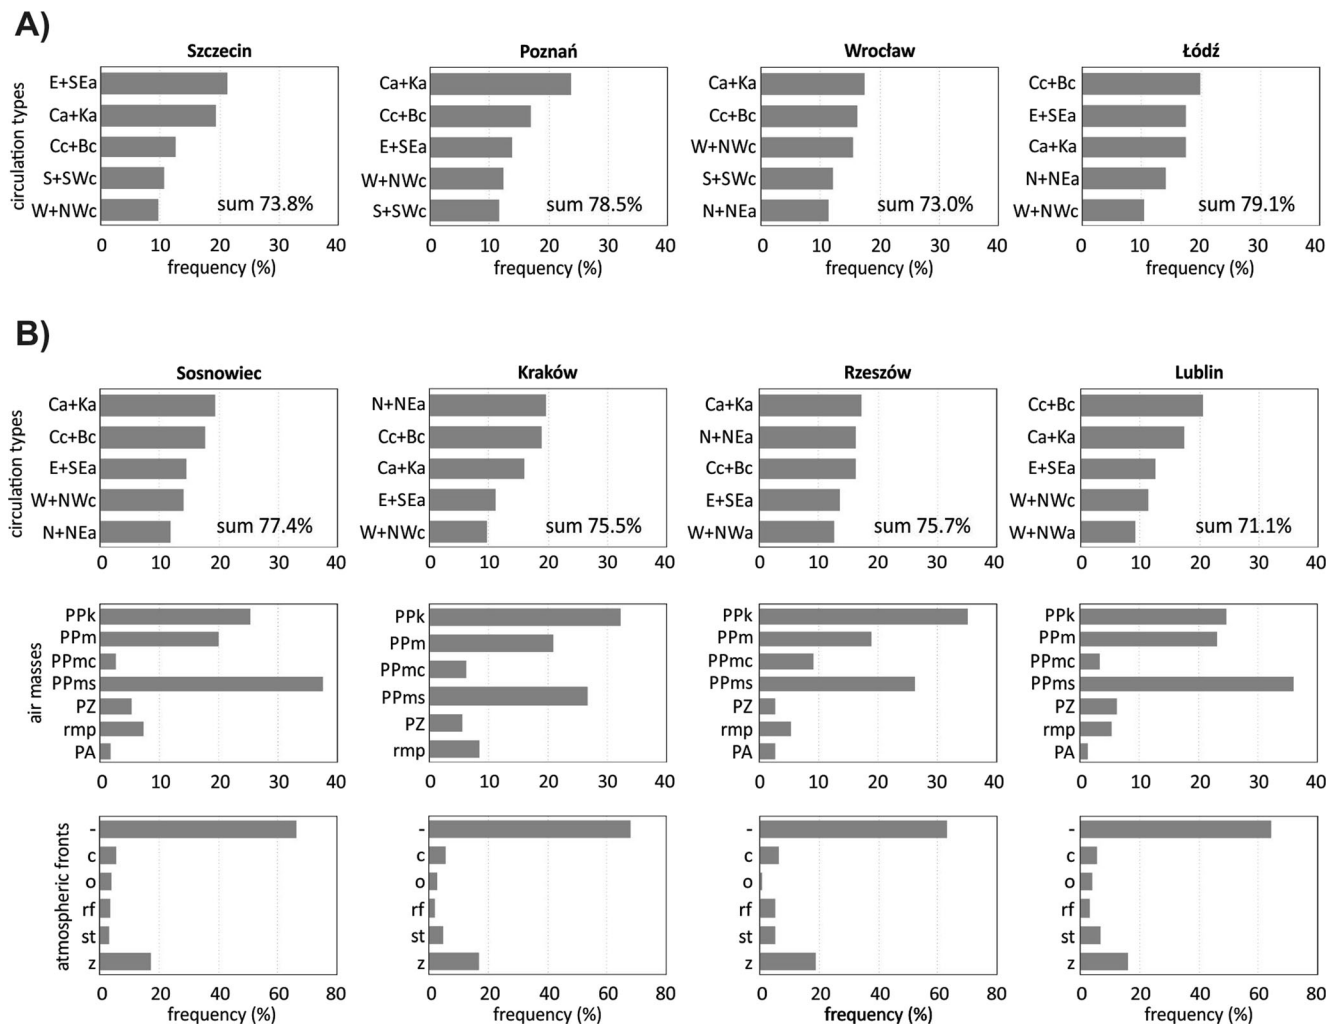 A)
Szczecin
circulation types
E+SEa
Ca+Ka
Cc+Bc
S+SWc
W+NWc
sum 73.8%
0 10 20 30 40
frequency (%)
Poznań
Ca+Ka
Cc+Bc
E+SEa
W+NWc
S+SWc
sum 78.5%
0 10 20 30 40
frequency (%)
Wrocław
Ca+Ka
Cc+Bc
W+NWc
S+SWc
N+NEa
sum 73.0%
0 10 20 30 40
frequency (%)
Łódź
Cc+Bc
E+SEa
Ca+Ka
N+NEa
W+NWc
sum 79.1%
0 10 20 30 40
frequency (%)
B)
Sosnowiec
circulation types
Ca+Ka
Cc+Bc
E+SEa
W+NWc
N+NEa
sum 77.4%
0 10 20 30 40
Kraków
N+NEa
Cc+Bc
Ca+Ka
E+SEa
W+NWc
sum 75.5%
0 10 20 30 40
Rzeszów
Ca+Ka
N+NEa
Cc+Bc
E+SEa
W+NWa
sum 75.7%
0 10 20 30 40
Lublin
Cc+Bc
Ca+Ka
E+SEa
W+NWc
W+NWa
sum 71.1%
0 10 20 30 40
air masses
PPk
PPm
PPmc
PPms
PZ
rmp
PA
0 10 20 30 40
PPk
PPm
PPmc
PPms
PZ
rmp
0 10 20 30 40
PPk
PPm
PPmc
PPms
PZ
rmp
PA
0 10 20 30 40
PPk
PPm
PPmc
PPms
PZ
rmp
PA
0 10 20 30 40
atmospheric fronts
-
c
o
rf
st
z
0 20 40 60 80
frequency (%)
-
c
o
rf
st
z
0 20 40 60 80
frequency (%)
-
c
o
rf
st
z
0 20 40 60 80
frequency (%)
-
c
o
rf
st
z
0 20 40 60 80
frequency (%)